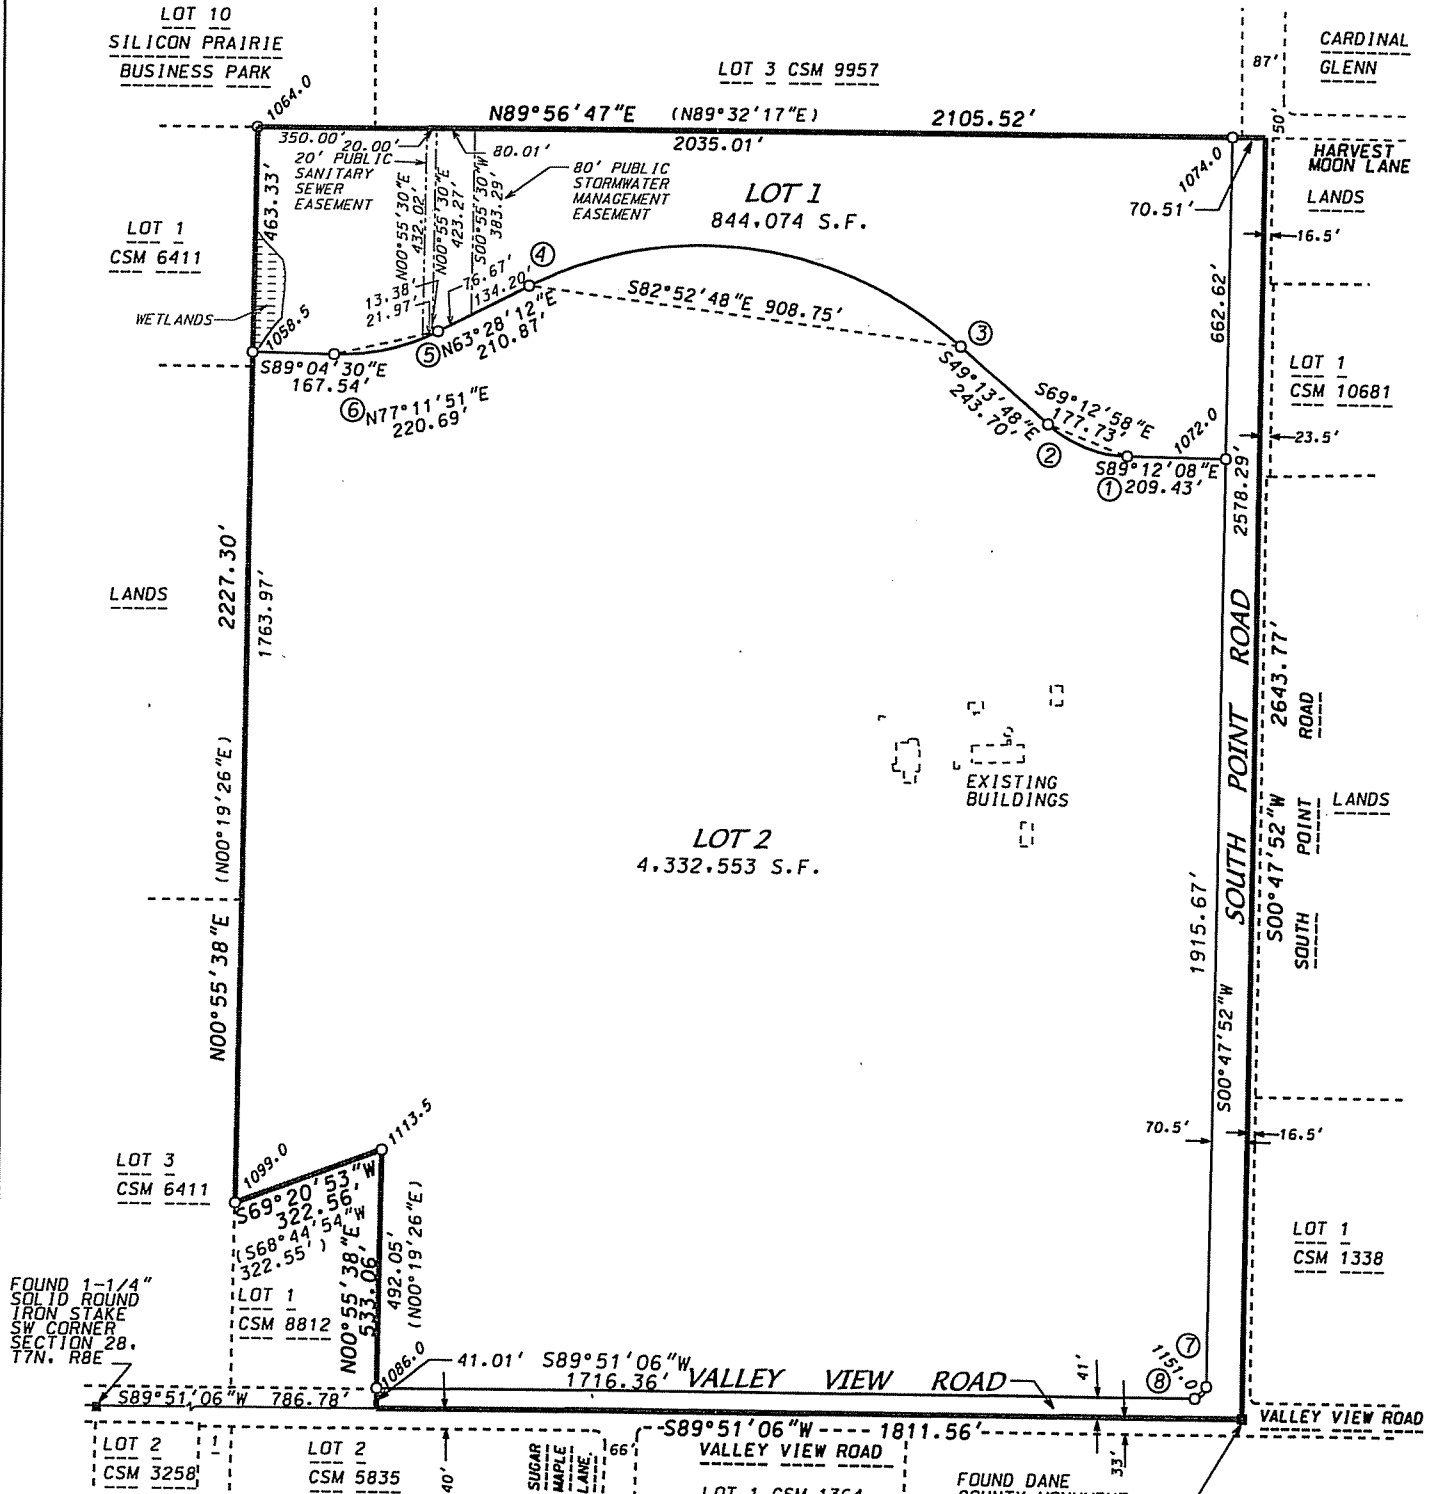 LOT 10
SILICON PRAIRIE
BUSINESS PARK
1064.0
LOT 3 CSM 9957
87'
CARDINAL
GLENN
50'
N89°56'47"E (N89°32'17"E) 2105.52'
350.00'
20.00'
80.01'
2035.01'
HARVEST
MOON LANE
1074.0
70.51'
LANDS
16.5'
20' PUBLIC
SANITARY
SEWER
EASEMENT
80' PUBLIC
STORMWATER
MANAGEMENT
EASEMENT
LOT 1
844.074 S.F.
463.33'
N00°55'30"E
432.02'
N00°55'30"E
423.27'
S00°55'30"W
383.29'
LOT 1
CSM 6411
WETLANDS
1058.5
13.38'
21.97'
76.67'
134.20'
4
S82°52'48"E 908.75'
3
662.62'
S89°04'30"E
167.54'
5
N63°28'12"E
210.87'
6
N77°11'51"E
220.69'
S49°13'48"E
243.70'
S69°12'58"E
177.73'
2
1072.0
S89°12'08"E
1
209.43'
LOT 1
CSM 10681
23.5'
2578.29'
2227.30'
1763.97'
LANDS
N00°55'38"E (N00°19'26"E)
EXISTING
BUILDINGS
LOT 2
4.332.553 S.F.
SOUTH POINT ROAD
1915.67'
S00°47'52"W
S00°47'52"W 2643.77'
SOUTH POINT ROAD
LANDS
70.5'
16.5'
LOT 3
CSM 6411
1099.0
1113.5
S69°20'53"W
322.56'
(S68°44'54"W
322.55')
N00°55'38"E
533.06'
492.05'
(N00°19'26"E)
LOT 1
CSM 1338
FOUND 1-1/4"
SOLID ROUND
IRON STAKE
SW CORNER
SECTION 28.
T7N. R8E
LOT 1
CSM 8812
1086.0
41.01'
S89°51'06"W
1716.36'
VALLEY VIEW ROAD
41'
7
1151.0
8
S89°51'06"W 786.78'
S89°51'06"W 1811.56'
VALLEY VIEW ROAD
LOT 2
CSM 3258
1
LOT 2
CSM 5835
40'
SUGAR
MAPLE
LANE
66'
VALLEY VIEW ROAD
33'
LOT 1 CSM 1364
FOUND DANE
COUNTY MONUMENT